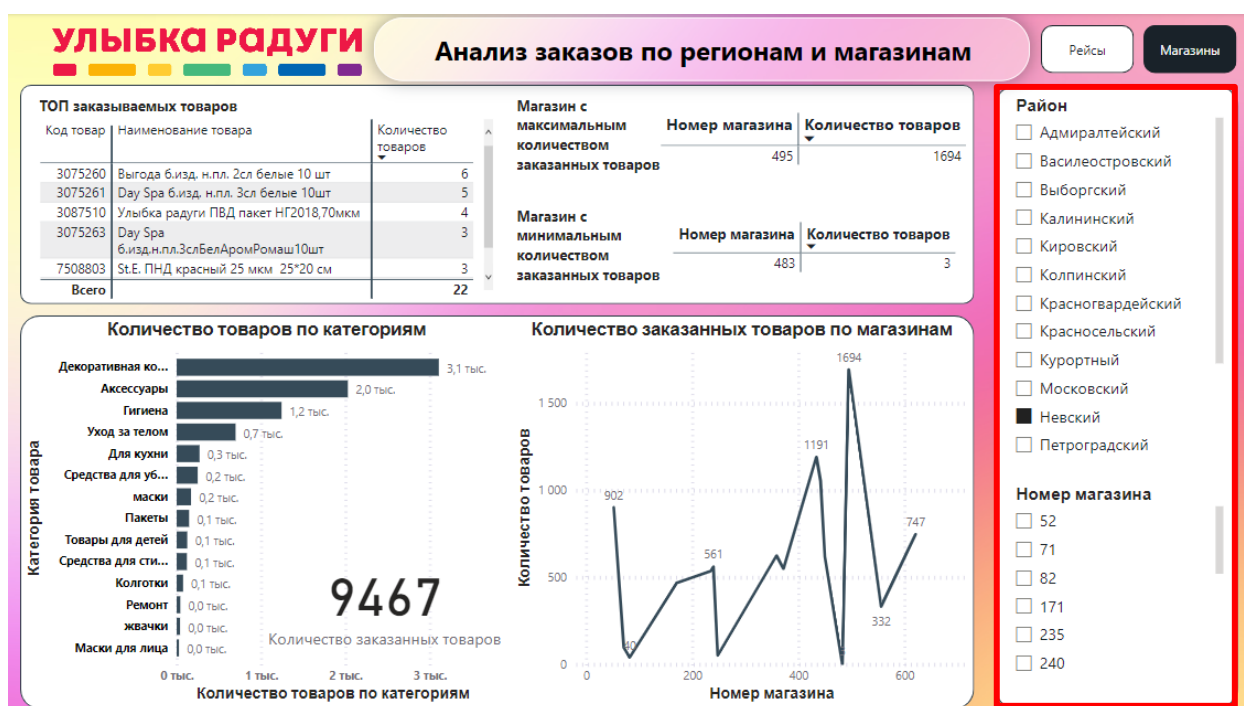 УЛЫБКА РАДУГИ
Анализ заказов по регионам и магазинам
Рейсы
Магазины
ТОП заказываемых товаров
Код товар Наименование товара Количество товаров
3075260 Выгода б.изд. н.пл. 2сл белые 10 шт 6
3075261 Day Spa б.изд. н.пл. 3сл белые 10шт 5
3087510 Улыбка радуги ПВД пакет НГ2018,70мкм 4
3075263 Day Spa 3
б.изд.н.пл.3слБелАромРомаш10шт
7508803 St.E. ПНД красный 25 мкм 25*20 см 3
Всего 22
Магазин с
максимальным
количеством
заказанных товаров
Номер магазина Количество товаров
495 1694
Магазин с
минимальным
количеством
заказанных товаров
Номер магазина Количество товаров
483 3
Количество товаров по категориям
Категория товара
Декоративная ко... 3,1 тыс.
Аксессуары 2,0 тыс.
Гигиена 1,2 тыс.
Уход за телом 0,7 тыс.
Для кухни 0,3 тыс.
Средства для уб... 0,2 тыс.
маски 0,2 тыс.
Пакеты 0,1 тыс.
Товары для детей 0,1 тыс.
Средства для сти... 0,1 тыс.
Колготки 0,1 тыс.
Ремонт 0,0 тыс.
жвачки 0,0 тыс.
Маски для лица 0,0 тыс.
0 тыс. 1 тыс. 2 тыс. 3 тыс.
Количество товаров по категориям
9467
Количество заказанных товаров
Количество заказанных товаров по магазинам
Количество товаров
1 500
1 000
500
0
902
40
561
1191
1694
332
747
0 200 400 600
Номер магазина
Район
Адмиралтейский
Василеостровский
Выборгский
Калининский
Кировский
Колпинский
Красногвардейский
Красносельский
Курортный
Московский
Невский
Петроградский
Номер магазина
52
71
82
171
235
240